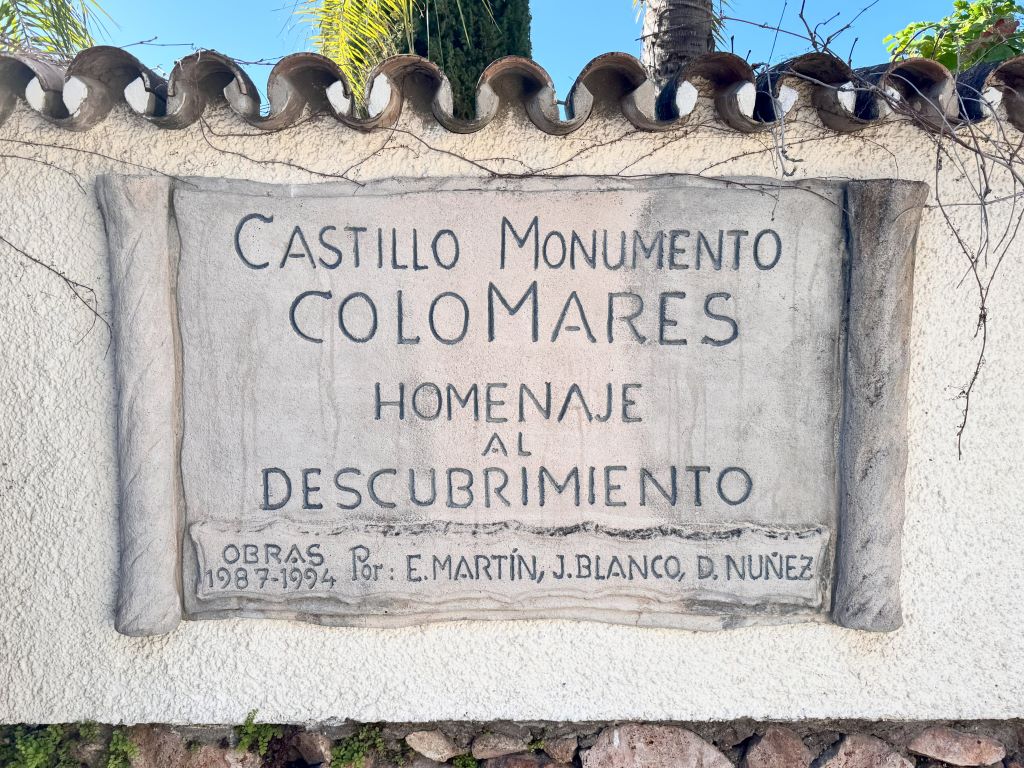 CASTILLO MONUMENTO
COLOMARES
HOMENAJE
AL
DESCUBRIMIENTO
OBRAS
1987-1994 Por: E. MARTÍN, J. BLANCO, D. NUÑEZ